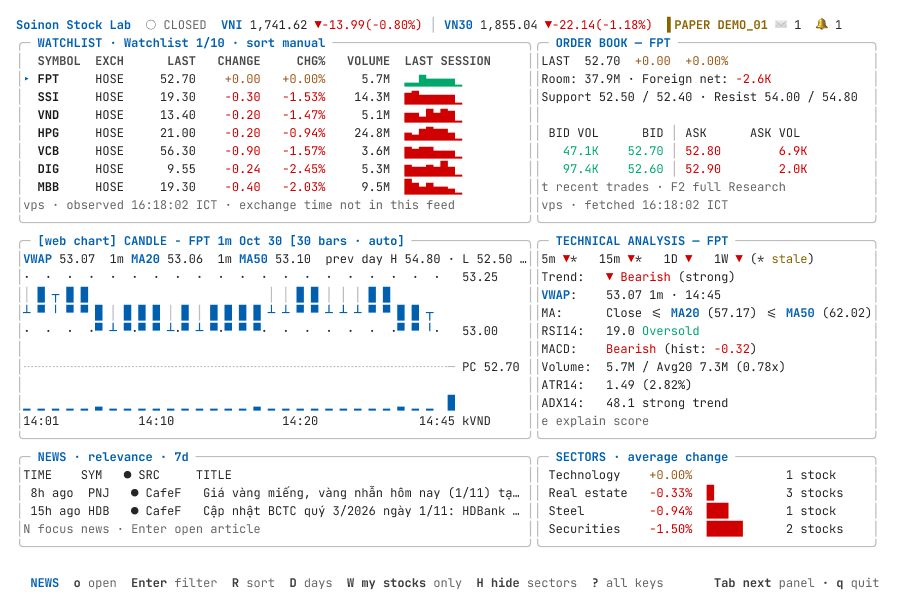 Soinon Stock Lab ○ CLOSED VNI 1,741.62 ▼-13.99(-0.80%) │ VN30 1,855.04 ▼-22.14(-1.18%) ▌PAPER DEMO_01 ✉ 1 🔔 1
WATCHLIST · Watchlist 1/10 · sort manual
SYMBOL EXCH LAST CHANGE CHG% VOLUME LAST SESSION
▸ FPT HOSE 52.70 +0.00 +0.00% 5.7M
SSI HOSE 19.30 -0.30 -1.53% 14.3M
VND HOSE 13.40 -0.20 -1.47% 5.1M
HPG HOSE 21.00 -0.20 -0.94% 24.8M
VCB HOSE 56.30 -0.90 -1.57% 3.6M
DIG HOSE 9.55 -0.24 -2.45% 5.3M
MBB HOSE 19.30 -0.40 -2.03% 9.5M
vps · observed 16:18:02 ICT · exchange time not in this feed
ORDER BOOK — FPT
LAST 52.70 +0.00 +0.00%
Room: 37.9M · Foreign net: -2.6K
Support 52.50 / 52.40 · Resist 54.00 / 54.80
BID VOL BID │ ASK ASK VOL
47.1K 52.70 │ 52.80 6.9K
97.4K 52.60 │ 52.90 2.0K
t recent trades · F2 full Research
vps · fetched 16:18:02 ICT
[web chart] CANDLE - FPT 1m Oct 30 [30 bars · auto]
VWAP 53.07 1m MA20 53.06 1m MA50 53.10 prev day H 54.80 · L 52.50 …
53.25
53.00
PC 52.70
14:01 14:10 14:20 14:45 kVND
TECHNICAL ANALYSIS — FPT
5m ▼* 15m ▼* 1D ▼ 1W ▼ (* stale)
Trend: ▼ Bearish (strong)
VWAP: 53.07 1m · 14:45
MA: Close ≤ MA20 (57.17) ≤ MA50 (62.02)
RSI14: 19.0 Oversold
MACD: Bearish (hist: -0.32)
Volume: 5.7M / Avg20 7.3M (0.78x)
ATR14: 1.49 (2.82%)
ADX14: 48.1 strong trend
e explain score
NEWS · relevance · 7d
TIME SYM ● SRC TITLE
8h ago PNJ ● CafeF Giá vàng miếng, vàng nhẫn hôm nay (1/11) tạ…
15h ago HDB ● CafeF Cập nhật BCTC quý 3/2026 ngày 1/11: HDBank …
N focus news · Enter open article
SECTORS · average change
Technology +0.00% 1 stock
Real estate -0.33% 3 stocks
Steel -0.94% 1 stock
Securities -1.50% 2 stocks
NEWS o open Enter filter R sort D days W my stocks only H hide sectors ? all keys Tab next panel · q quit